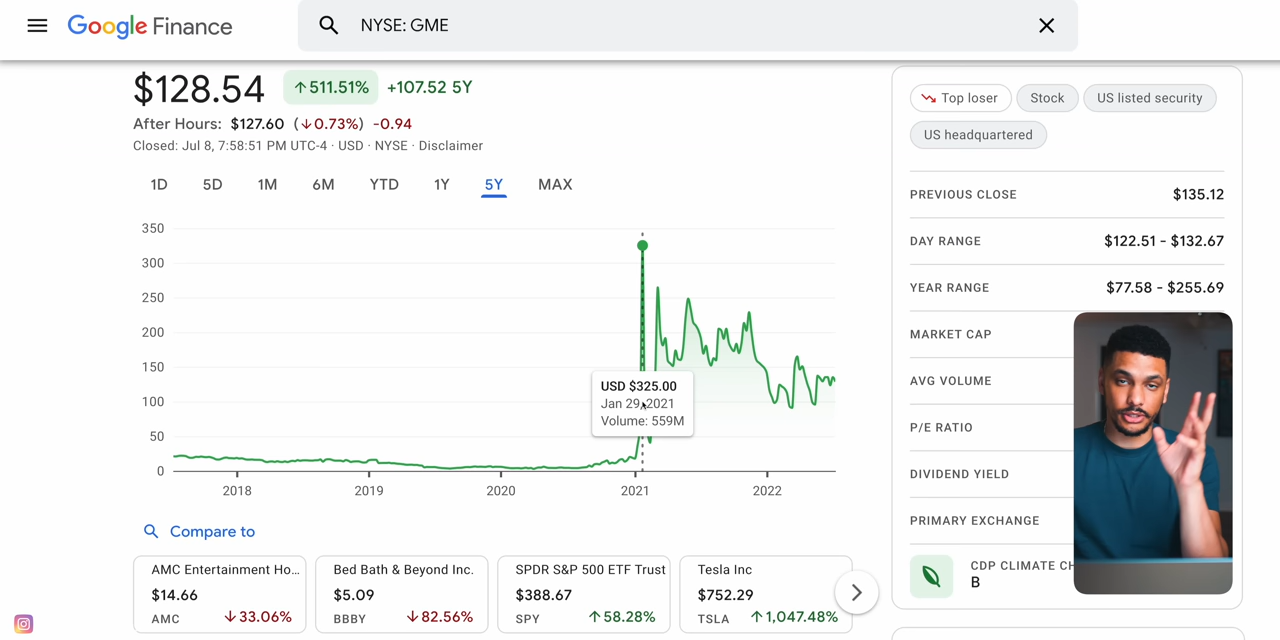 Google Finance
NYSE: GME
$128.54 ↑511.51% +107.52 5Y
After Hours: $127.60 (↓0.73%) -0.94
Closed: Jul 8, 7:58:51 PM UTC-4 · USD · NYSE · Disclaimer
1D 5D 1M 6M YTD 1Y 5Y MAX
350
300
250
200
150
100
50
0
USD $325.00
Jan 29, 2021
Volume: 559M
2018 2019 2020 2021 2022
Compare to
AMC Entertainment Ho...
$14.66
AMC ↓33.06%
Bed Bath & Beyond Inc.
$5.09
BBBY ↓82.56%
SPDR S&P 500 ETF Trust
$388.67
SPY ↑58.28%
Tesla Inc
$752.29
TSLA ↑1,047.48%
Top loser
Stock
US listed security
US headquartered
PREVIOUS CLOSE $135.12
DAY RANGE $122.51 - $132.67
YEAR RANGE $77.58 - $255.69
MARKET CAP
AVG VOLUME
P/E RATIO
DIVIDEND YIELD
PRIMARY EXCHANGE
CDP CLIMATE CH
B